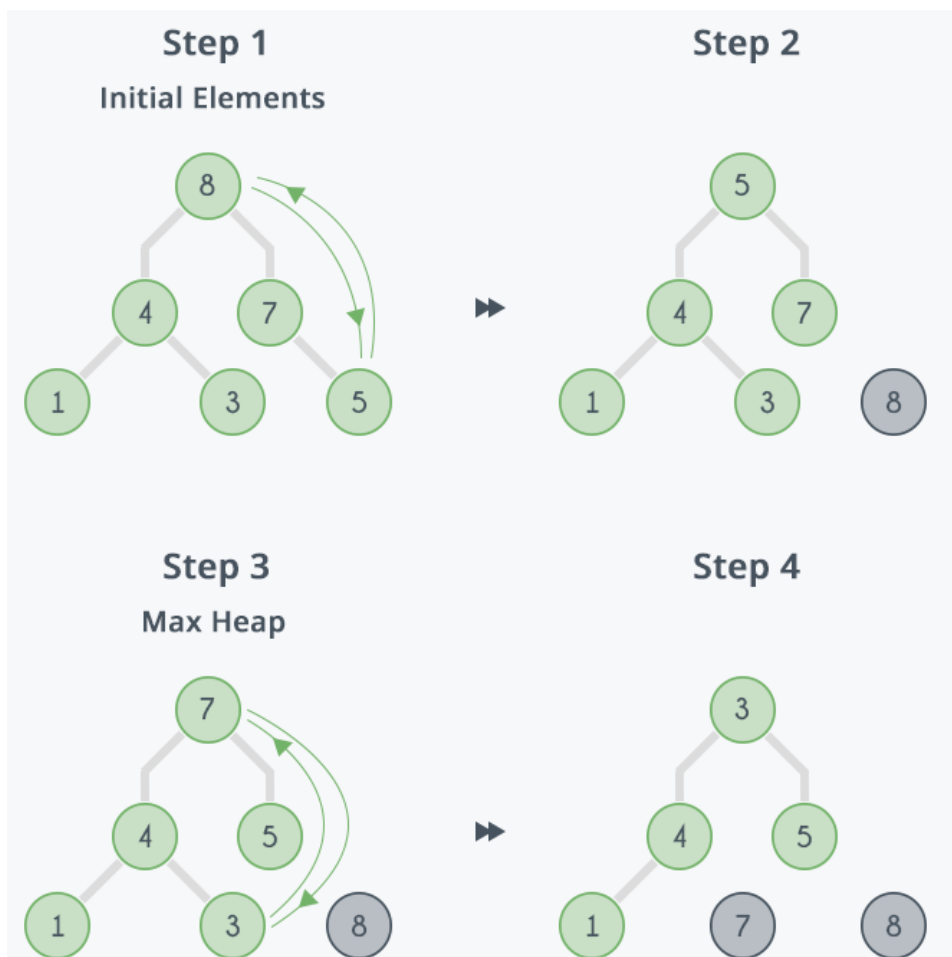 Step 1
Initial Elements
8
4 7
1 3 5
Step 2
5
4 7
1 3 8
Step 3
Max Heap
7
4 5
1 3 8
Step 4
3
4 5
1 7 8